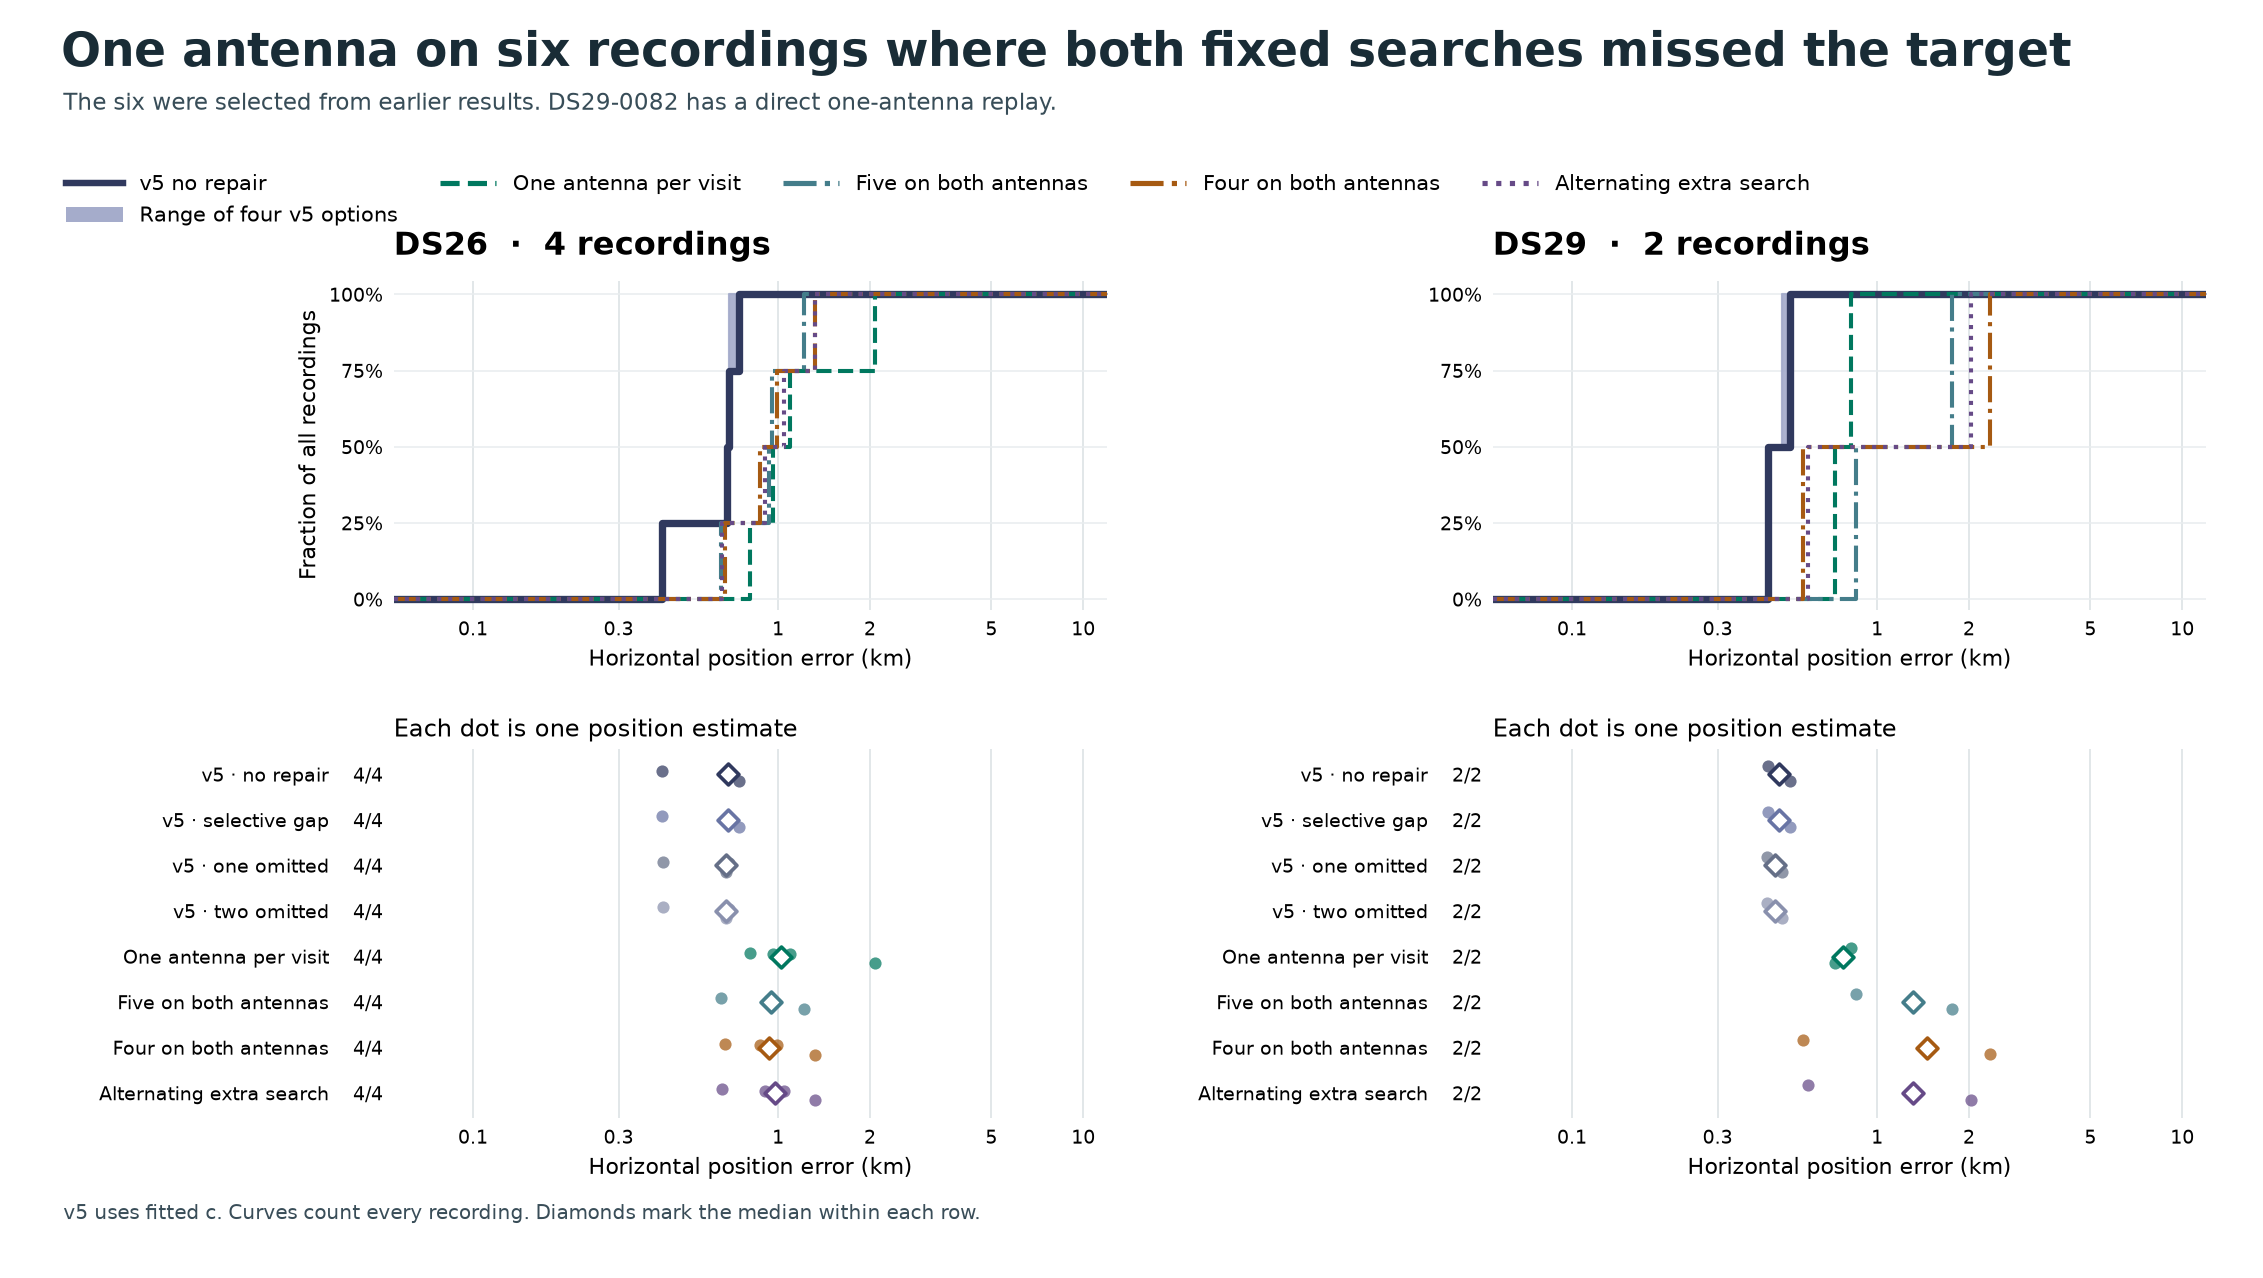 One antenna on six recordings where both fixed searches missed the target
The six were selected from earlier results. DS29-0082 has a direct one-antenna replay.
v5 no repair
One antenna per visit
Five on both antennas
Four on both antennas
Alternating extra search
Range of four v5 options
DS26 · 4 recordings
100%
75%
50%
25%
0%
Fraction of all recordings
0.1 0.3 1 2 5 10
Horizontal position error (km)
DS29 · 2 recordings
100%
75%
50%
25%
0%
0.1 0.3 1 2 5 10
Horizontal position error (km)
Each dot is one position estimate
v5 · no repair 4/4
v5 · selective gap 4/4
v5 · one omitted 4/4
v5 · two omitted 4/4
One antenna per visit 4/4
Five on both antennas 4/4
Four on both antennas 4/4
Alternating extra search 4/4
0.1 0.3 1 2 5 10
Horizontal position error (km)
Each dot is one position estimate
v5 · no repair 2/2
v5 · selective gap 2/2
v5 · one omitted 2/2
v5 · two omitted 2/2
One antenna per visit 2/2
Five on both antennas 2/2
Four on both antennas 2/2
Alternating extra search 2/2
0.1 0.3 1 2 5 10
Horizontal position error (km)
v5 uses fitted c. Curves count every recording. Diamonds mark the median within each row.